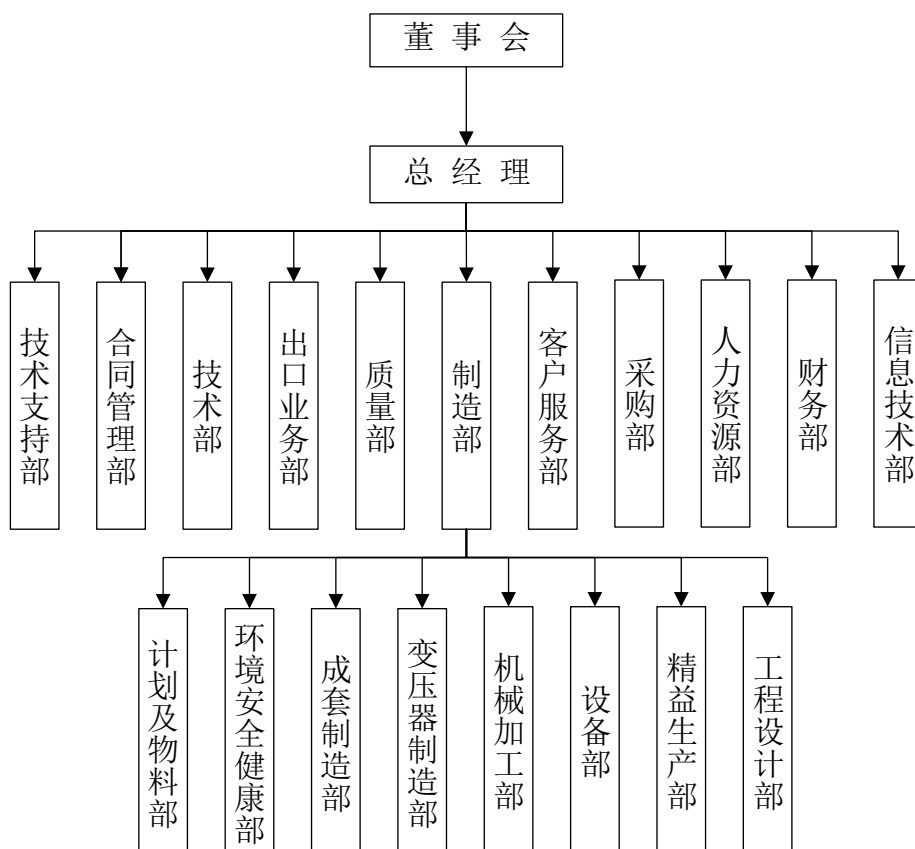 董事会
总经理
技术支持部
合同管理部
技术部
出口业务部
质量部
制造部
客户服务部
采购部
人力资源部
财务部
信息技术部
计划及物料部
环境安全健康部
成套制造部
变压器制造部
机械加工部
设备部
精益生产部
工程设计部